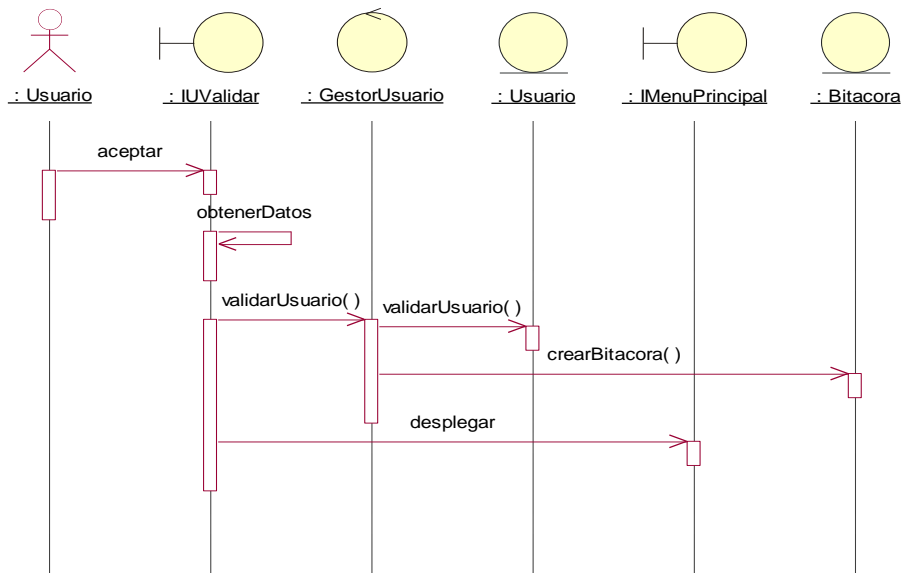 : Usuario
: IUValidar
: GestorUsuario
: Usuario
: IMenuPrincipal
: Bitacora
aceptar
obtenerDatos
validarUsuario( )
validarUsuario( )
crearBitacora( )
desplegar